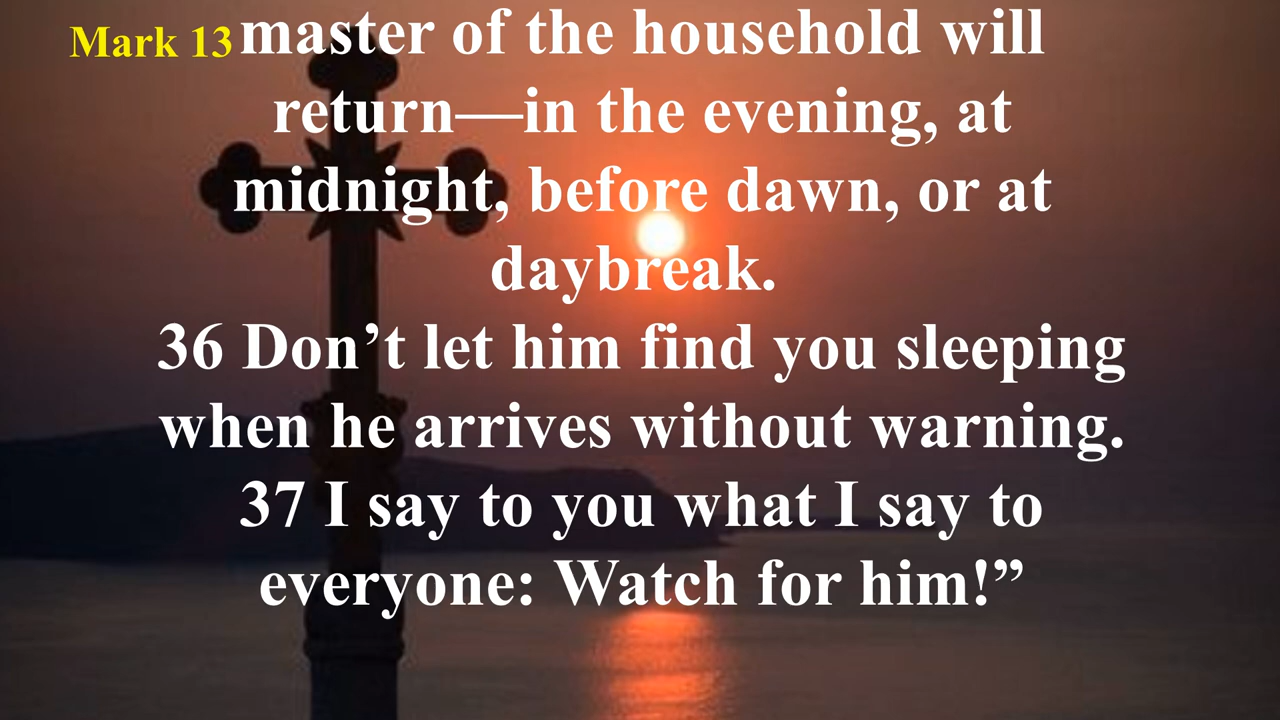 Mark 13
master of the household will
return—in the evening, at
midnight, before dawn, or at
daybreak.
36 Don’t let him find you sleeping
when he arrives without warning.
37 I say to you what I say to
everyone: Watch for him!”